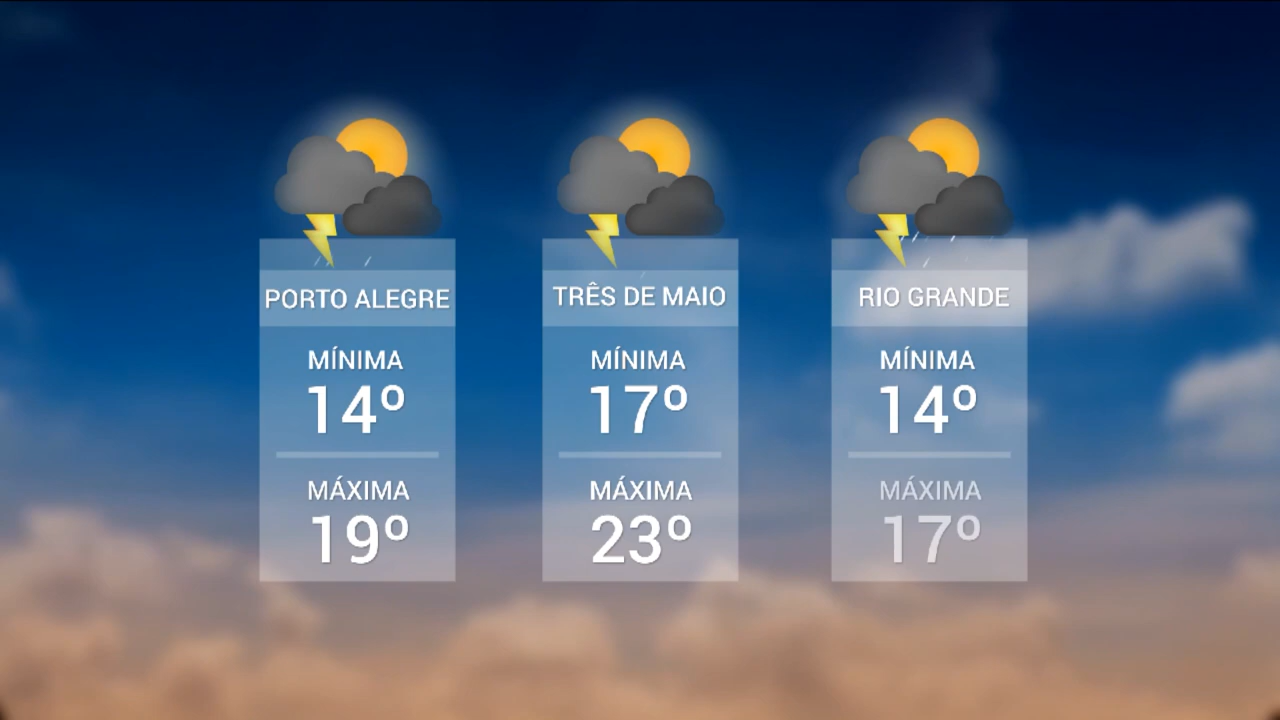 PORTO ALEGRE
MÍNIMA
14º
MÁXIMA
19º
TRÊS DE MAIO
MÍNIMA
17º
MÁXIMA
23º
RIO GRANDE
MÍNIMA
14º
MÁXIMA
17º